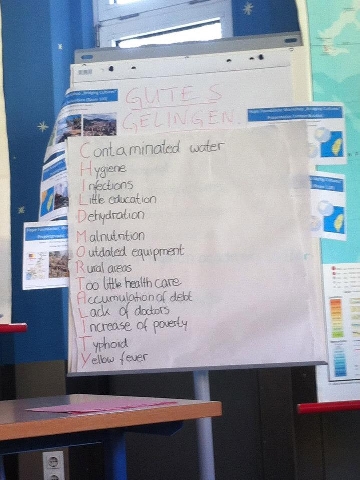 GUTES
GELINGEN.
Contaminated water
Hygiene
Infections
Little education
Dehydration
Malnutrition
Outdated equipment
Rural areas
Too little health care
Accumulation of debt
Lack of doctors
Increase of poverty
Typhoid
Yellow fever